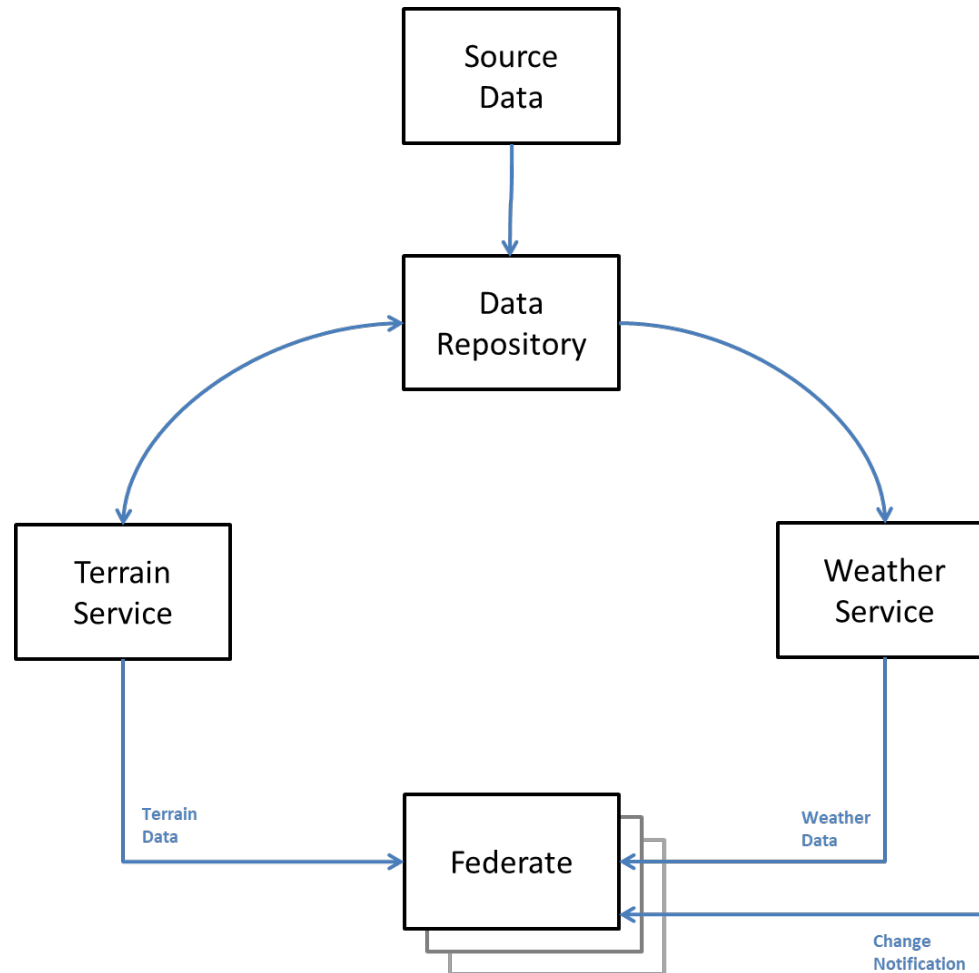 Source
Data
Data
Repository
Terrain
Service
Weather
Service
Terrain
Data
Federate
Weather
Data
Change
Notification